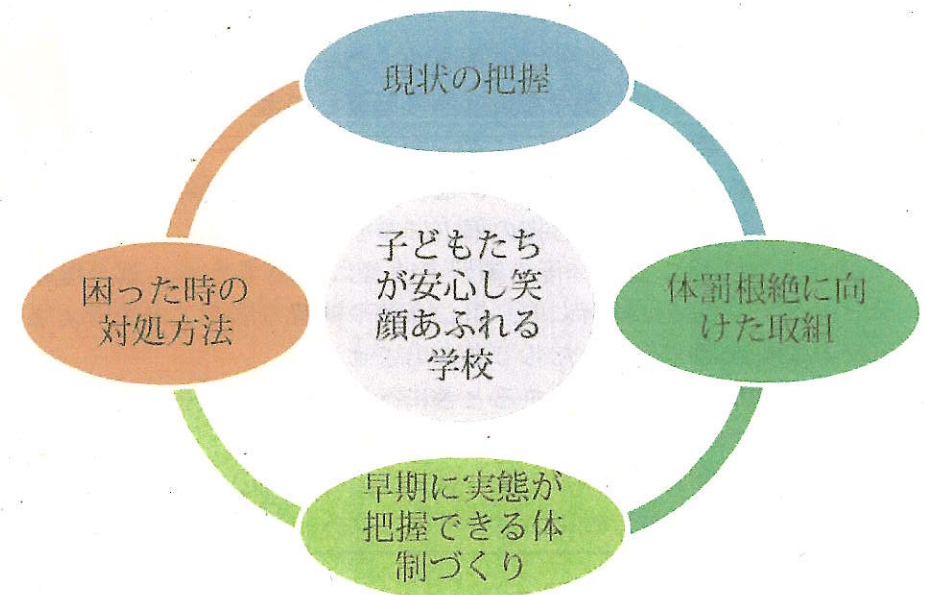 現状の把握
子どもたち
が安心し笑
顔あふれる
学校
困った時の
対処方法
体罰根絶に向
けた取組
早期に実態が
把握できる体
制づくり